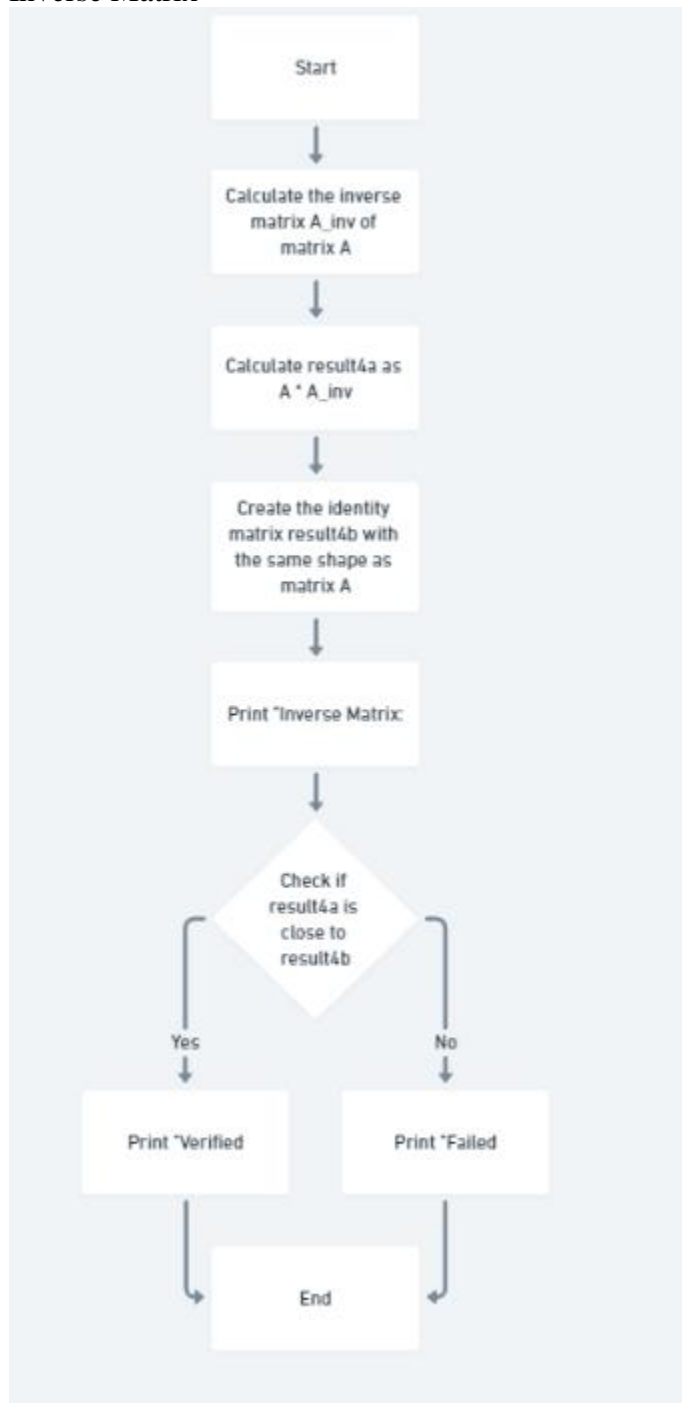 Inverse Matrix
Start
Calculate the inverse
matrix A_inv of
matrix A
Calculate result4a as
A * A_inv
Create the identity
matrix result4b with
the same shape as
matrix A
Print "Inverse Matrix:
Check if
result4a is
close to
result4b
Yes
No
Print "Verified
Print "Failed
End